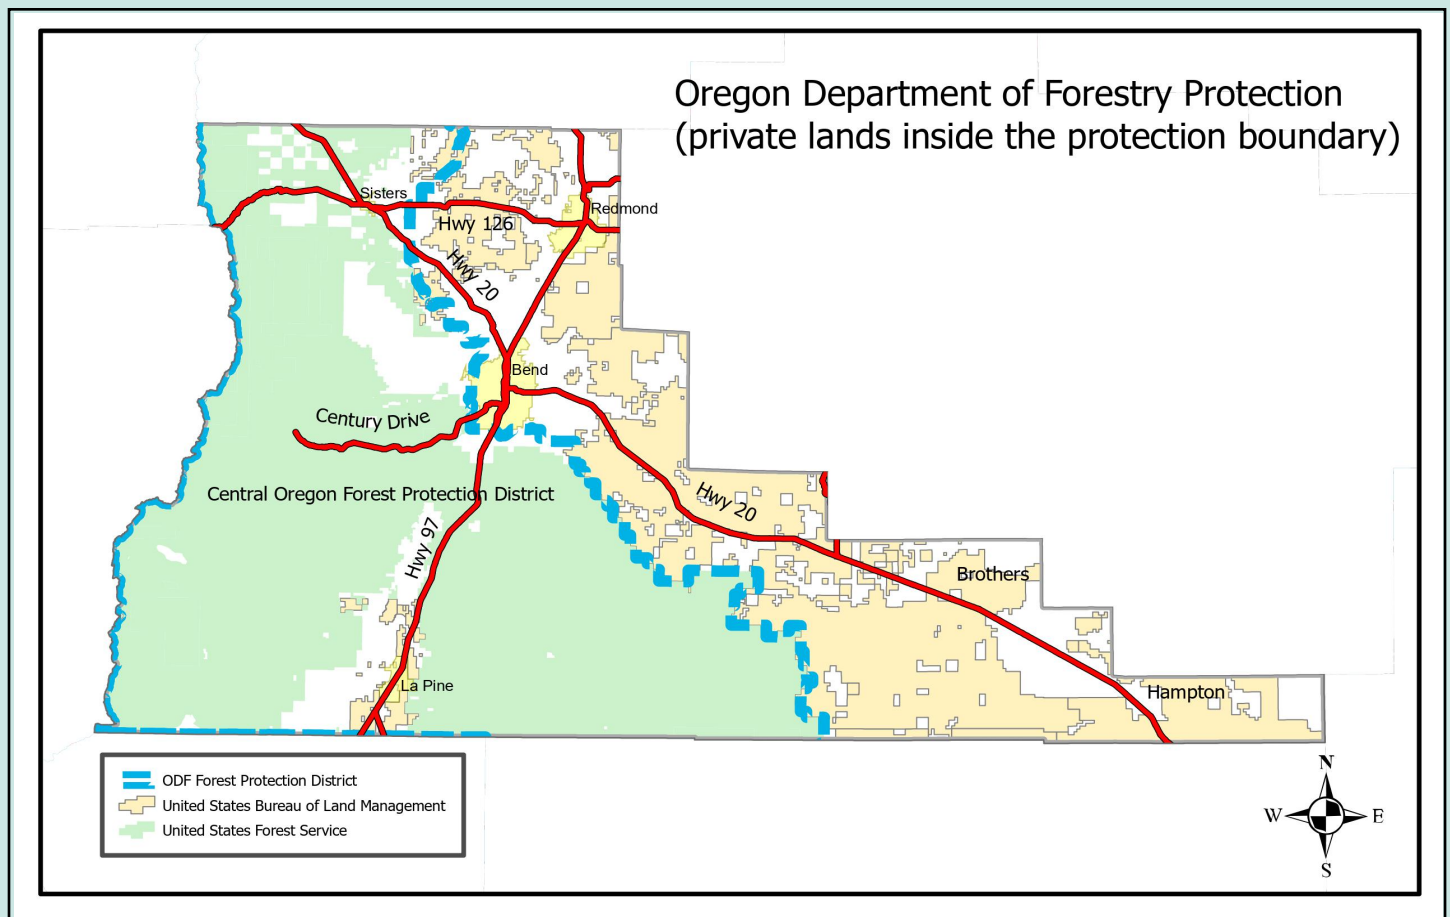 Oregon Department of Forestry Protection
(private lands inside the protection boundary)
Sisters
Redmond
Hwy 126
Hwy 20
Bend
Century Drive
Central Oregon Forest Protection District
Hwy 20
Hwy 97
Brothers
La Pine
Hampton
ODF Forest Protection District
United States Bureau of Land Management
United States Forest Service
N
W
E
S